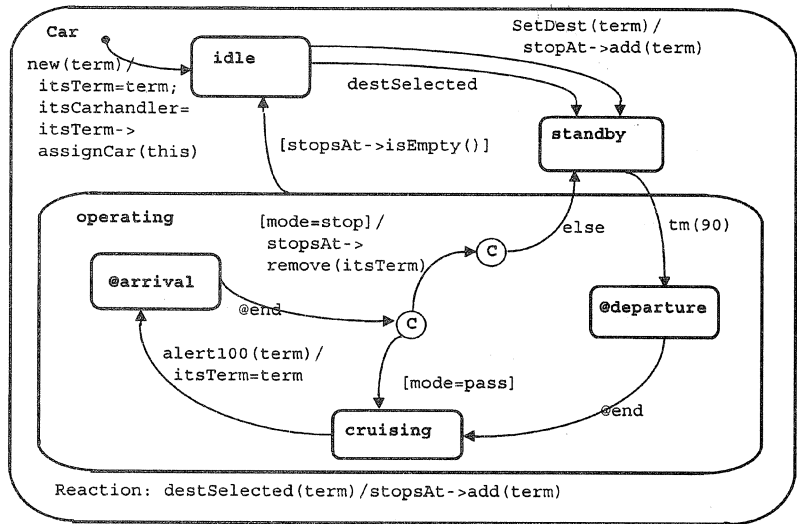 Car
new(term)/
itsTerm=term;
itsCarhandler=
itsTerm->
assignCar(this)
idle
SetDest(term)/
stopAt->add(term)
destSelected
standby
[stopsAt->isEmpty()]
operating
[mode=stop]/
stopsAt->
remove(itsTerm)
C
else
tm(90)
@arrival
@end
C
@departure
alert100(term)/
itsTerm=term
[mode=pass]
@end
cruising
Reaction: destSelected(term)/stopsAt->add(term)